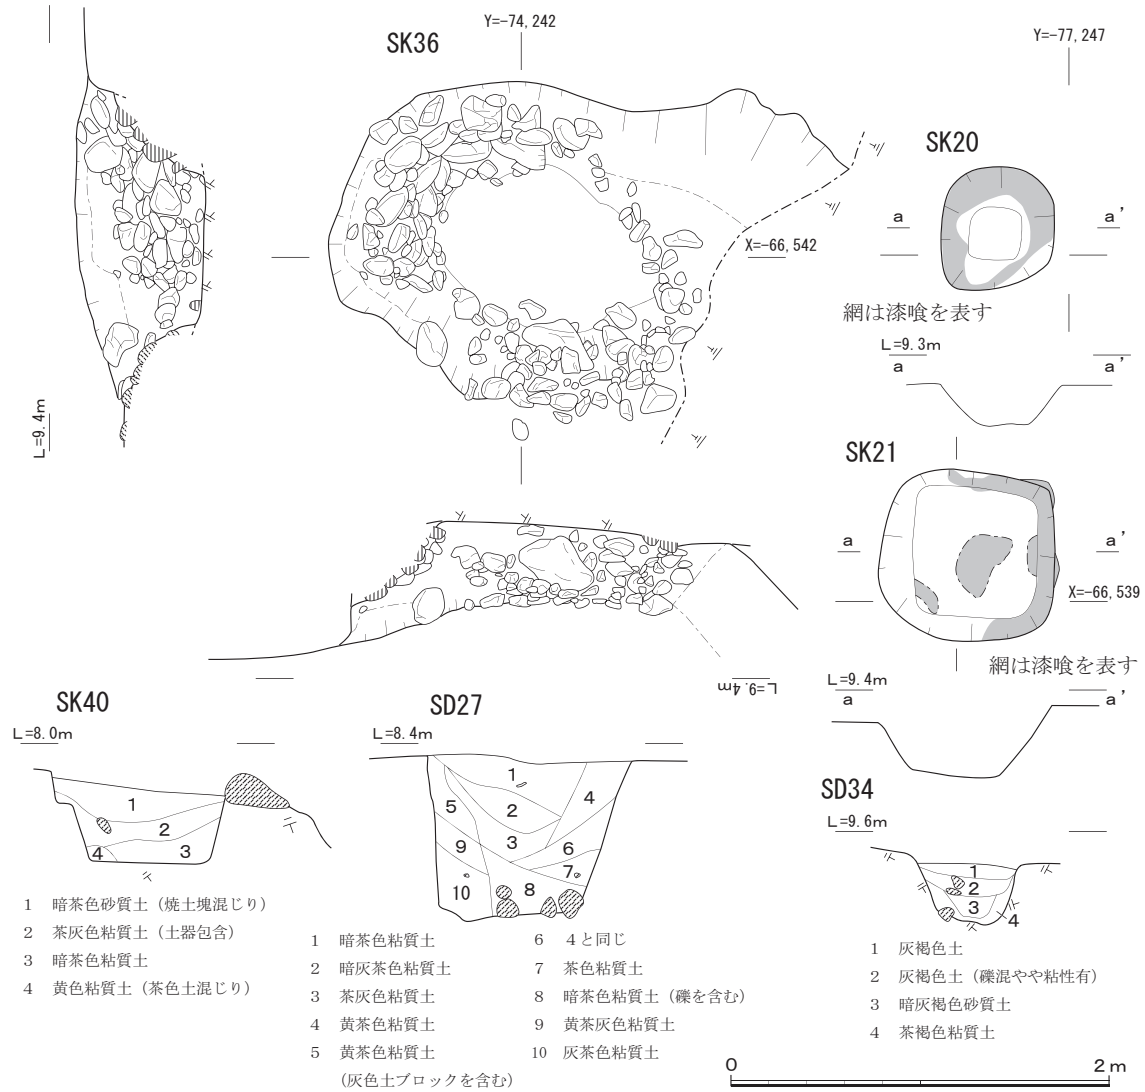 SK36
Y=-74, 242
X=-66, 542
L=9.4m
L=9.4m
Y=-77, 247
SK20
a
a'
網は漆喰を表す
L=9.3m
a
a'
SK21
a
a'
X=-66, 539
網は漆喰を表す
L=9.4m
a
a'
SK40
L=8.0m
1
2
3
4
1 暗茶色砂質土（焼土塊混じり）
2 茶灰色粘質土（土器包含）
3 暗茶色粘質土
4 黄色粘質土（茶色土混じり）
SD27
L=8.4m
1
2
3
4
5
6
7
8
9
10
1 暗茶色粘質土
2 暗灰茶色粘質土
3 茶灰色粘質土
4 黄茶色粘質土
5 黄茶色粘質土
（灰色土ブロックを含む）
6 4と同じ
7 茶色粘質土
8 暗茶色粘質土（礫を含む）
9 黄茶灰色粘質土
10 灰茶色粘質土
SD34
L=9.6m
1
2
3
4
1 灰褐色土
2 灰褐色土（礫混やや粘性有）
3 暗灰褐色砂質土
4 茶褐色粘質土
0
2m